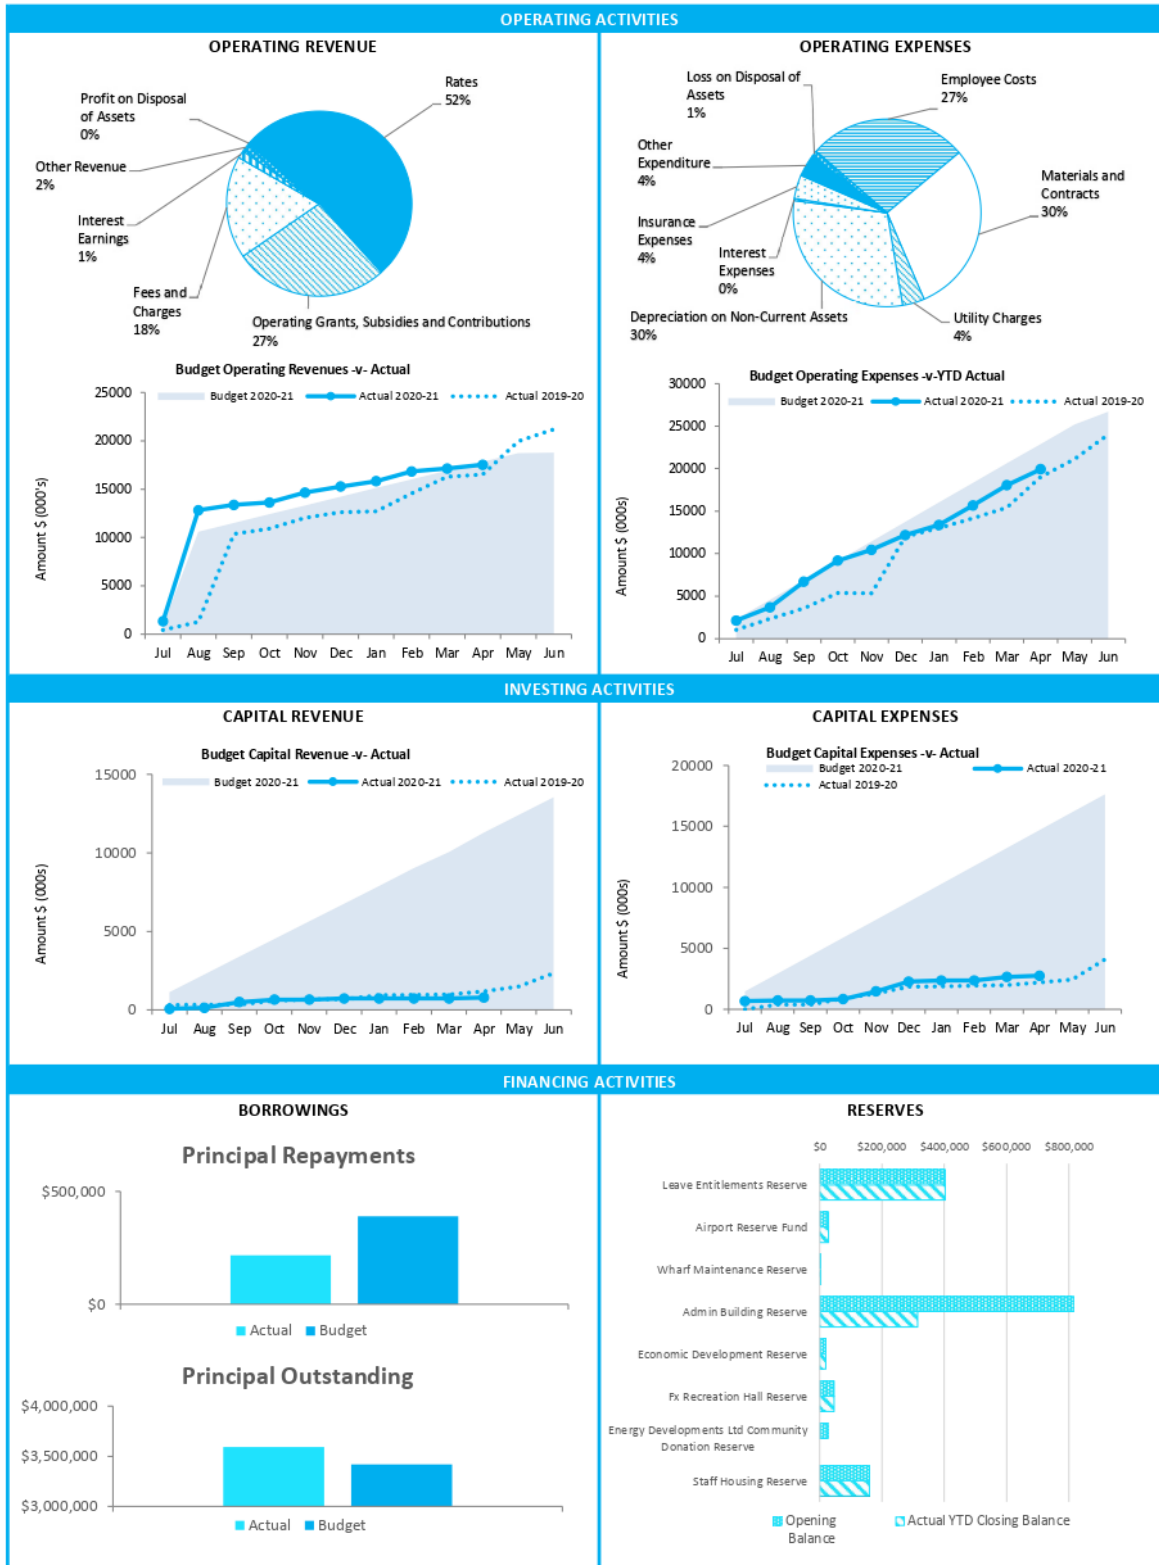 OPERATING ACTIVITIES
OPERATING REVENUE
Rates
52%
Profit on Disposal
of Assets
0%
Other Revenue
2%
Interest
Earnings
1%
Fees and
Charges
18%
Operating Grants, Subsidies and Contributions
27%
Budget Operating Revenues -v- Actual
Budget 2020-21 Actual 2020-21 Actual 2019-20
Amount $ (000's)
25000
20000
15000
10000
5000
0
Jul Aug Sep Oct Nov Dec Jan Feb Mar Apr May Jun
OPERATING EXPENSES
Loss on Disposal of
Assets
1%
Employee Costs
27%
Other
Expenditure
4%
Materials and
Contracts
30%
Insurance
Expenses
4%
Interest
Expenses
0%
Depreciation on Non-Current Assets
30%
Utility Charges
4%
Budget Operating Expenses -v-YTD Actual
Budget 2020-21 Actual 2020-21 Actual 2019-20
Amount $ (000s)
30000
25000
20000
15000
10000
5000
0
Jul Aug Sep Oct Nov Dec Jan Feb Mar Apr May Jun
INVESTING ACTIVITIES
CAPITAL REVENUE
Budget Capital Revenue -v- Actual
Budget 2020-21 Actual 2020-21 Actual 2019-20
Amount $ (000s)
15000
10000
5000
0
Jul Aug Sep Oct Nov Dec Jan Feb Mar Apr May Jun
CAPITAL EXPENSES
Budget Capital Expenses -v- Actual
Budget 2020-21 Actual 2020-21
Actual 2019-20
Amount $ (000s)
20000
15000
10000
5000
0
Jul Aug Sep Oct Nov Dec Jan Feb Mar Apr May Jun
FINANCING ACTIVITIES
BORROWINGS
Principal Repayments
$500,000
$0
Actual Budget
Principal Outstanding
$4,000,000
$3,500,000
$3,000,000
Actual Budget
RESERVES
$0 $200,000 $400,000 $600,000 $800,000
Leave Entitlements Reserve
Airport Reserve Fund
Wharf Maintenance Reserve
Admin Building Reserve
Economic Development Reserve
Fx Recreation Hall Reserve
Energy Developments Ltd Community
Donation Reserve
Staff Housing Reserve
Opening
Balance
Actual YTD Closing Balance